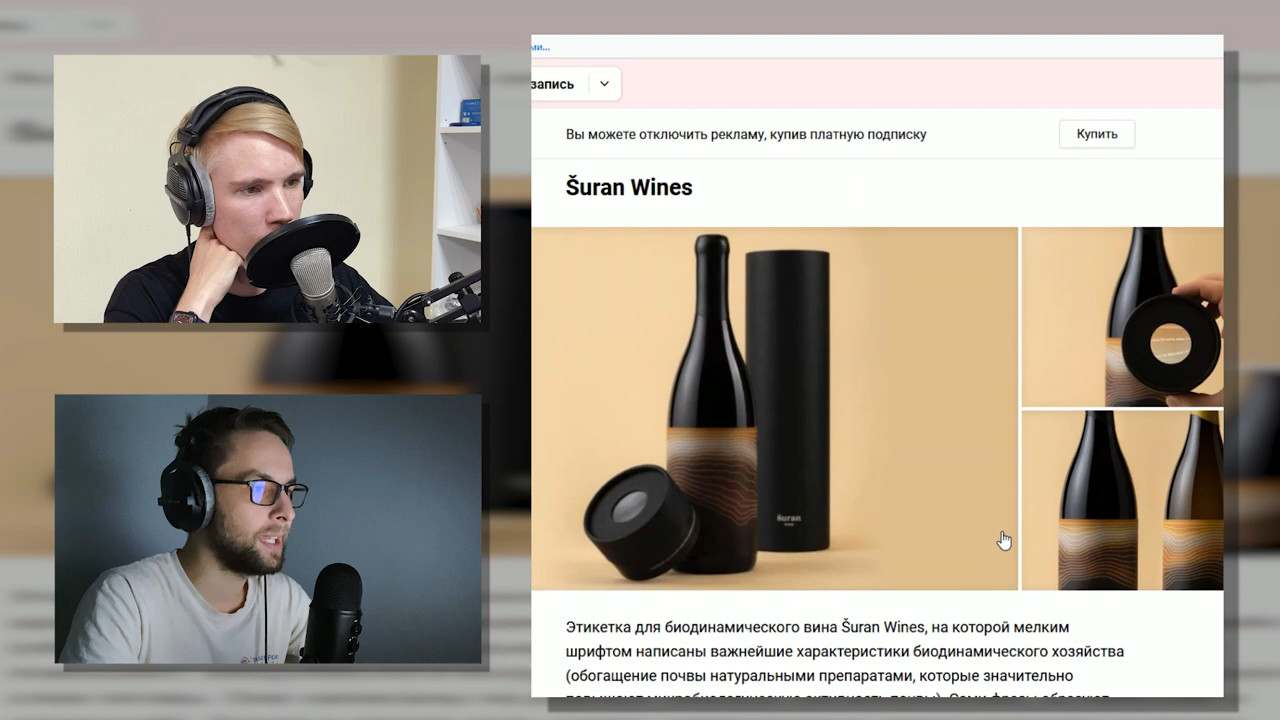 ми...
запись
Вы можете отключить рекламу, купив платную подписку
Купить
Šuran Wines
šuran
Этикетка для биодинамического вина Šuran Wines, на которой мелким
шрифтом написаны важнейшие характеристики биодинамического хозяйства
(обогащение почвы натуральными препаратами, которые значительно